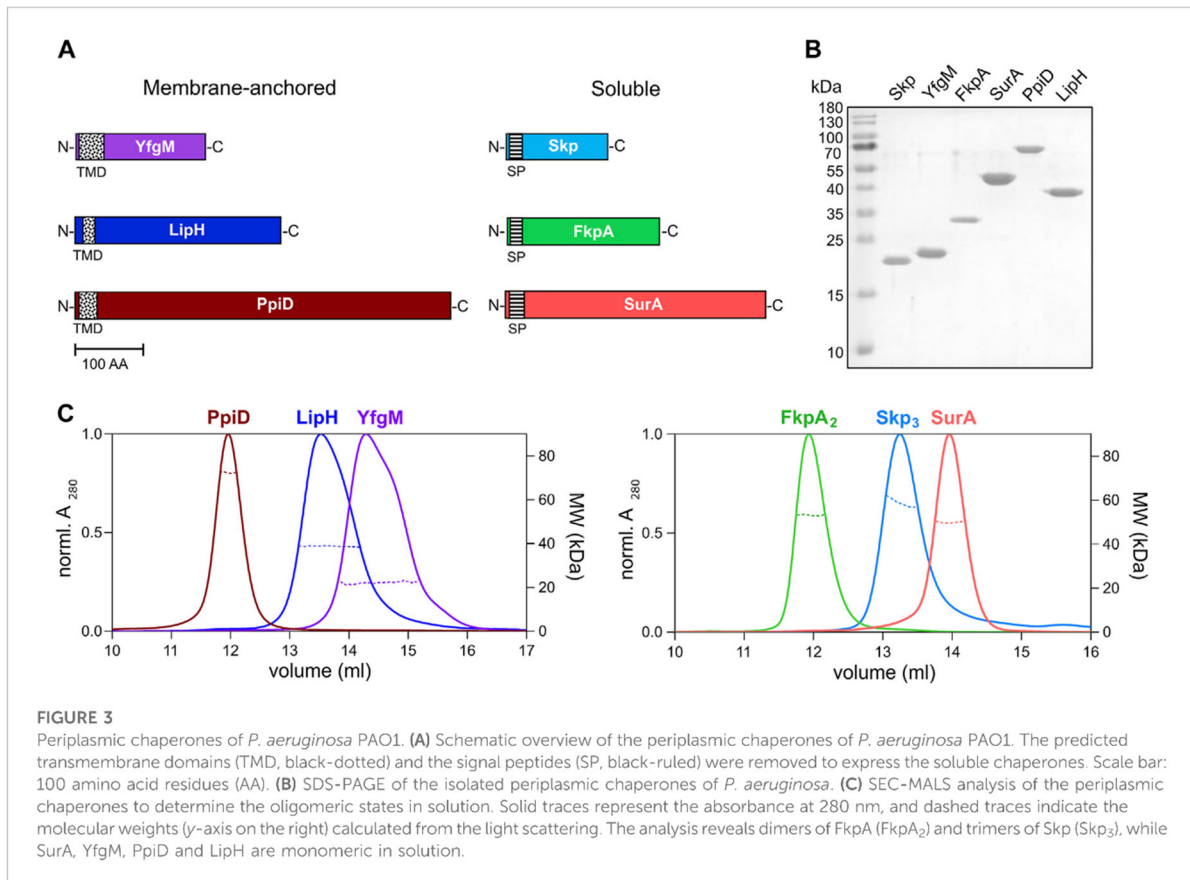 A
Membrane-anchored
Soluble
N-
YfgM
-C
TMD
N-
Skp
-C
SP
N-
LipH
-C
TMD
N-
FkpA
-C
SP
N-
PpiD
-C
TMD
N-
SurA
-C
SP
100 AA
B
kDa
Skp
YfgM
FkpA
SurA
PpiD
LipH
180
130
100
70
55
40
35
25
15
10
C
PpiD
LipH
YfgM
1.0
0.5
0.0
norml. A 280
80
60
40
20
0
MW (kDa)
10 11 12 13 14 15 16 17
volume (ml)
FkpA2
Skp3
SurA
1.0
0.5
0.0
norml. A 280
80
60
40
20
0
MW (kDa)
10 11 12 13 14 15 16
volume (ml)
FIGURE 3
Periplasmic chaperones of P. aeruginosa PAO1. (A) Schematic overview of the periplasmic chaperones of P. aeruginosa PAO1. The predicted
transmembrane domains (TMD, black-dotted) and the signal peptides (SP, black-ruled) were removed to express the soluble chaperones. Scale bar:
100 amino acid residues (AA). (B) SDS-PAGE of the isolated periplasmic chaperones of P. aeruginosa. (C) SEC-MALS analysis of the periplasmic
chaperones to determine the oligomeric states in solution. Solid traces represent the absorbance at 280 nm, and dashed traces indicate the
molecular weights (y-axis on the right) calculated from the light scattering. The analysis reveals dimers of FkpA (FkpA2) and trimers of Skp (Skp3), while
SurA, YfgM, PpiD and LipH are monomeric in solution.